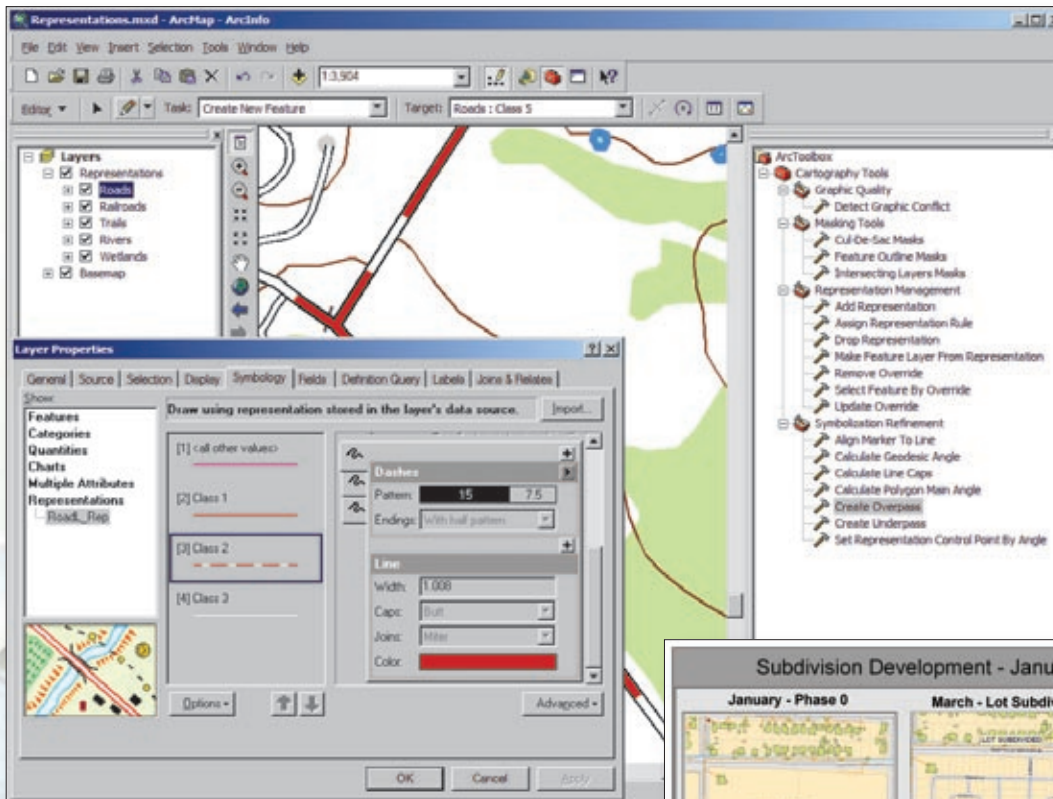 Representations.mxd - ArcMap - ArcInfo
File Edit View Insert Selection Tools Window Help
1:3,904
Editor Task: Create New Feature Target: Roads : Class 5
Layers
Representations
Roads
Railroads
Trails
Rivers
Wetlands
Basemap
ArcToolbox
Cartography Tools
Graphic Quality
Detect Graphic Conflict
Masking Tools
Cul-De-Sac Masks
Feature Outline Masks
Intersecting Layers Masks
Representation Management
Add Representation
Assign Representation Rule
Drop Representation
Make Feature Layer From Representation
Remove Override
Select Feature By Override
Update Override
Symbolization Refinement
Align Marker To Line
Calculate Geodesic Angle
Calculate Line Caps
Calculate Polygon Main Angle
Create Overpass
Create Underpass
Set Representation Control Point By Angle
Layer Properties
General Source Selection Display Symbology Fields Definition Query Labels Joins & Relates
Show:
Features
Categories
Quantities
Charts
Multiple Attributes
Representations
RoadL_Rep
Draw using representation stored in the layer's data source.
Import...
[1] <all other values>
[2] Class 1
[3] Class 2
[4] Class 3
Dashes
Pattern: 15 7.5
Endings: With half pattern
Line
Width: 1.008
Caps: Butt
Joins: Miter
Color:
Options
Advanced
OK Cancel Apply
Subdivision Development - Janu
January - Phase 0
March - Lot Subdiv
LOT SUBDIVIDED